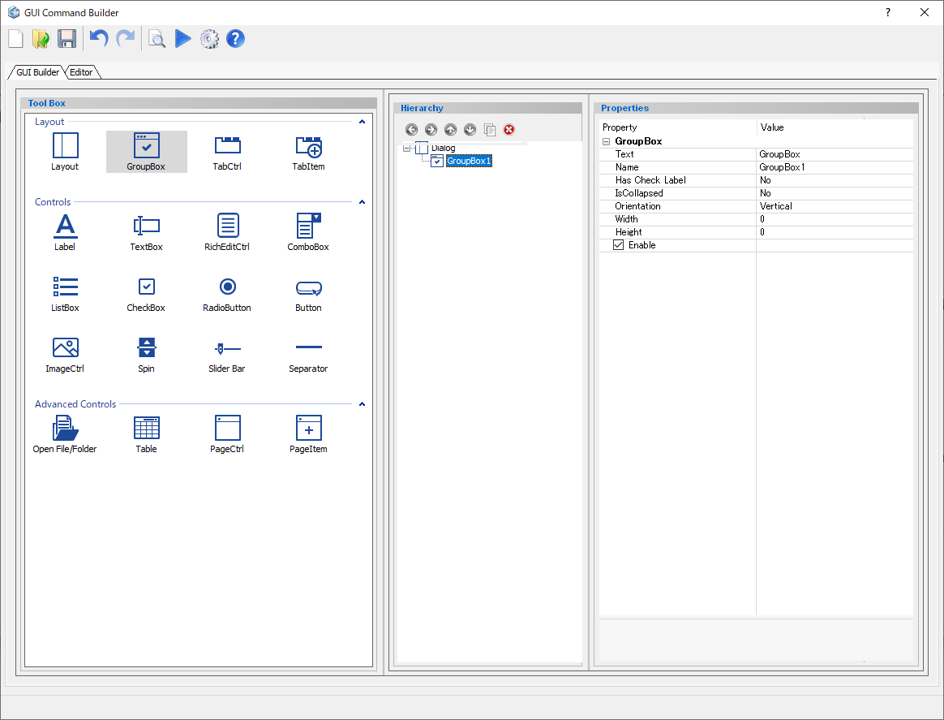 GUI Command Builder
?
GUI Builder
Editor
Tool Box
Layout
Layout
GroupBox
TabCtrl
TabItem
Controls
Label
TextBox
RichEditCtrl
ComboBox
ListBox
CheckBox
RadioButton
Button
ImageCtrl
Spin
Slider Bar
Separator
Advanced Controls
Open File/Folder
Table
PageCtrl
PageItem
Hierarchy
Dialog
GroupBox1
Properties
Property Value
GroupBox
Text GroupBox
Name GroupBox1
Has Check Label No
IsCollapsed No
Orientation Vertical
Width 0
Height 0
Enable